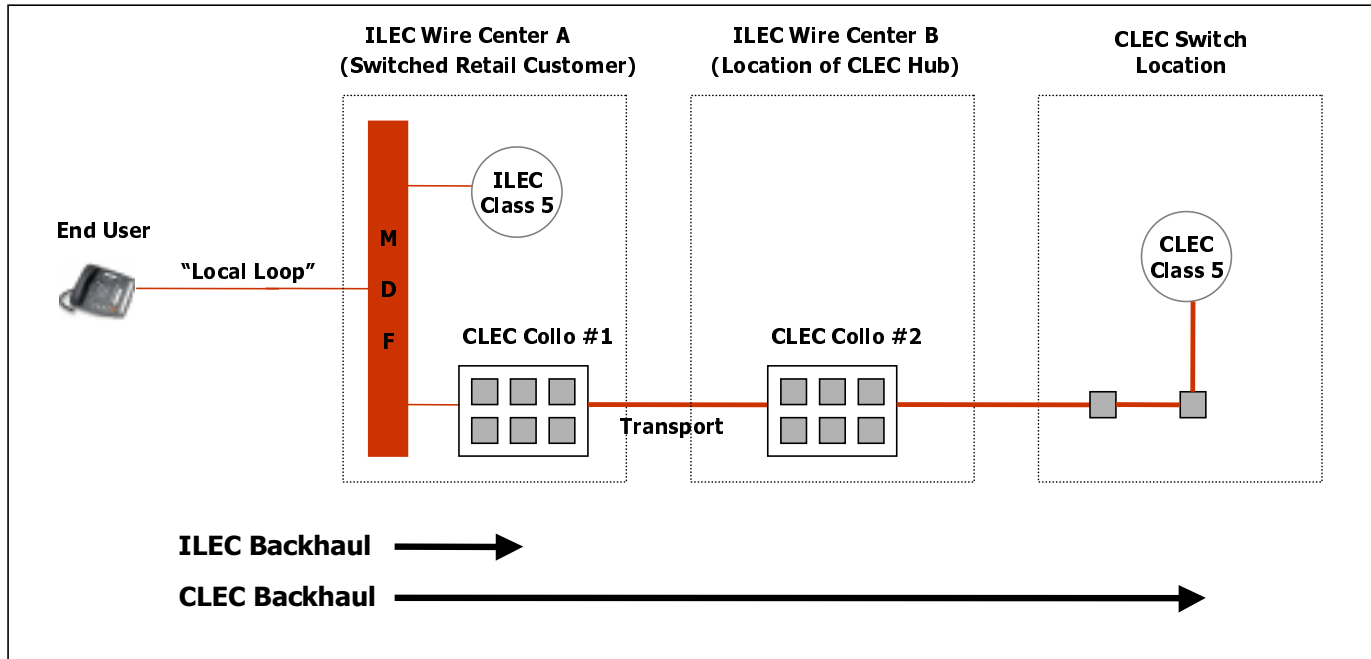 ILEC Wire Center A
(Switched Retail Customer)
ILEC Wire Center B
(Location of CLEC Hub)
CLEC Switch
Location
ILEC
Class 5
M
D
F
End User
“Local Loop”
CLEC Collo #1
CLEC Collo #2
CLEC
Class 5
Transport
ILEC Backhaul
CLEC Backhaul